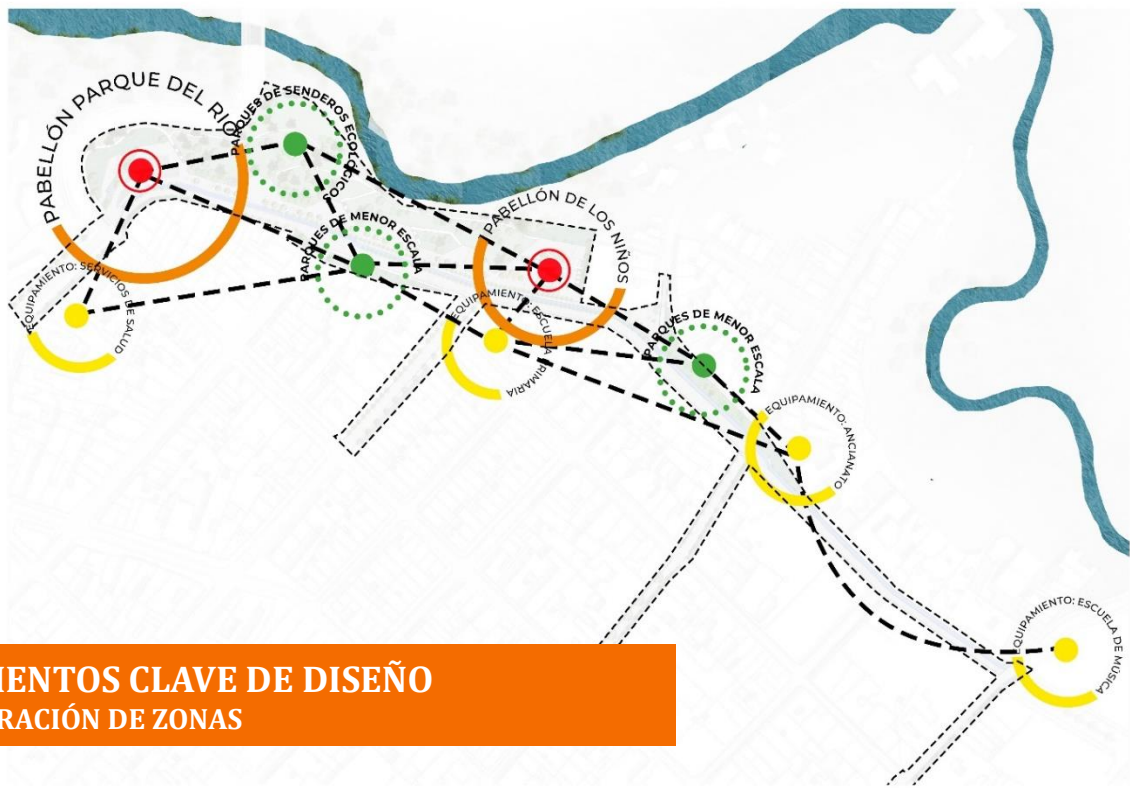 PABELLÓN PARQUE DEL RIO
PARQUES DE SENDEROS ECOLÓGICOS
PARQUES DE MENOR ESCALA
PABELLÓN DE LOS NIÑOS
EQUIPAMIENTO: SERVICIOS DE SALUD
EQUIPAMIENTO: ESCUELA PRIMARIA
PARQUES DE MENOR ESCALA
EQUIPAMIENTO: ANCIANATO
EQUIPAMIENTO: ESCUELA DE MÚSICA
IENTOS CLAVE DE DISEÑO
RACIÓN DE ZONAS